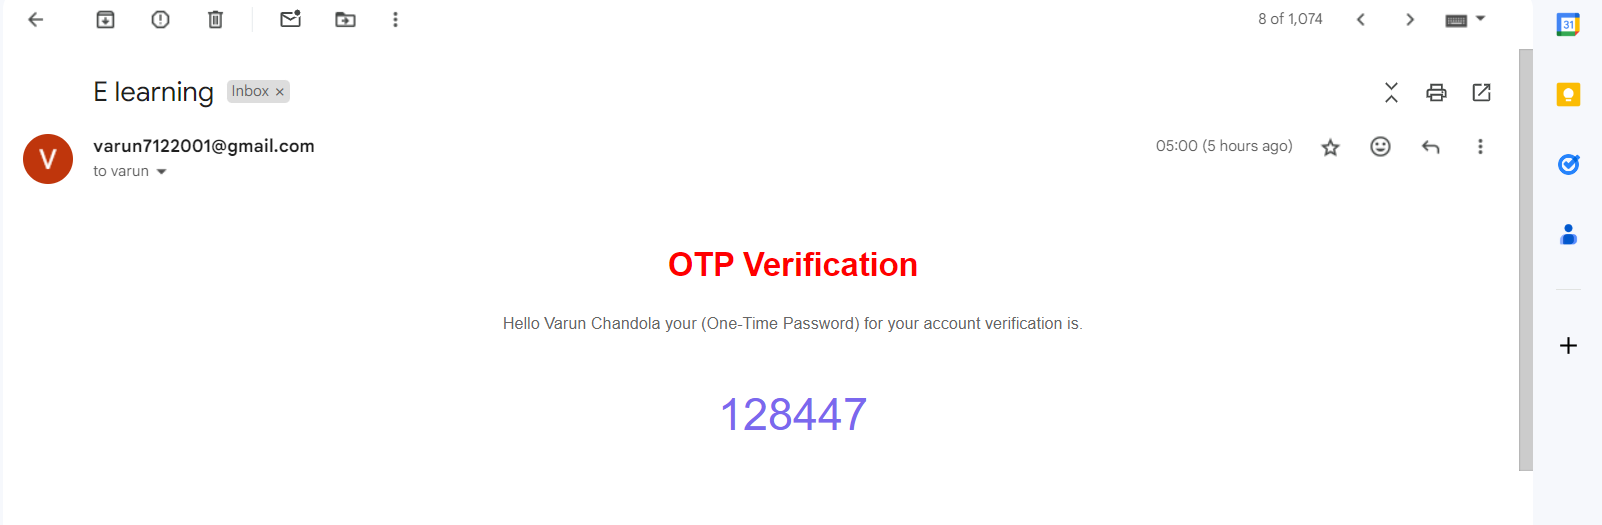 8 of 1,074
31
E learning
Inbox ×
V
varun7122001@gmail.com
05:00 (5 hours ago)
to varun
OTP Verification
Hello Varun Chandola your (One-Time Password) for your account verification is.
128447